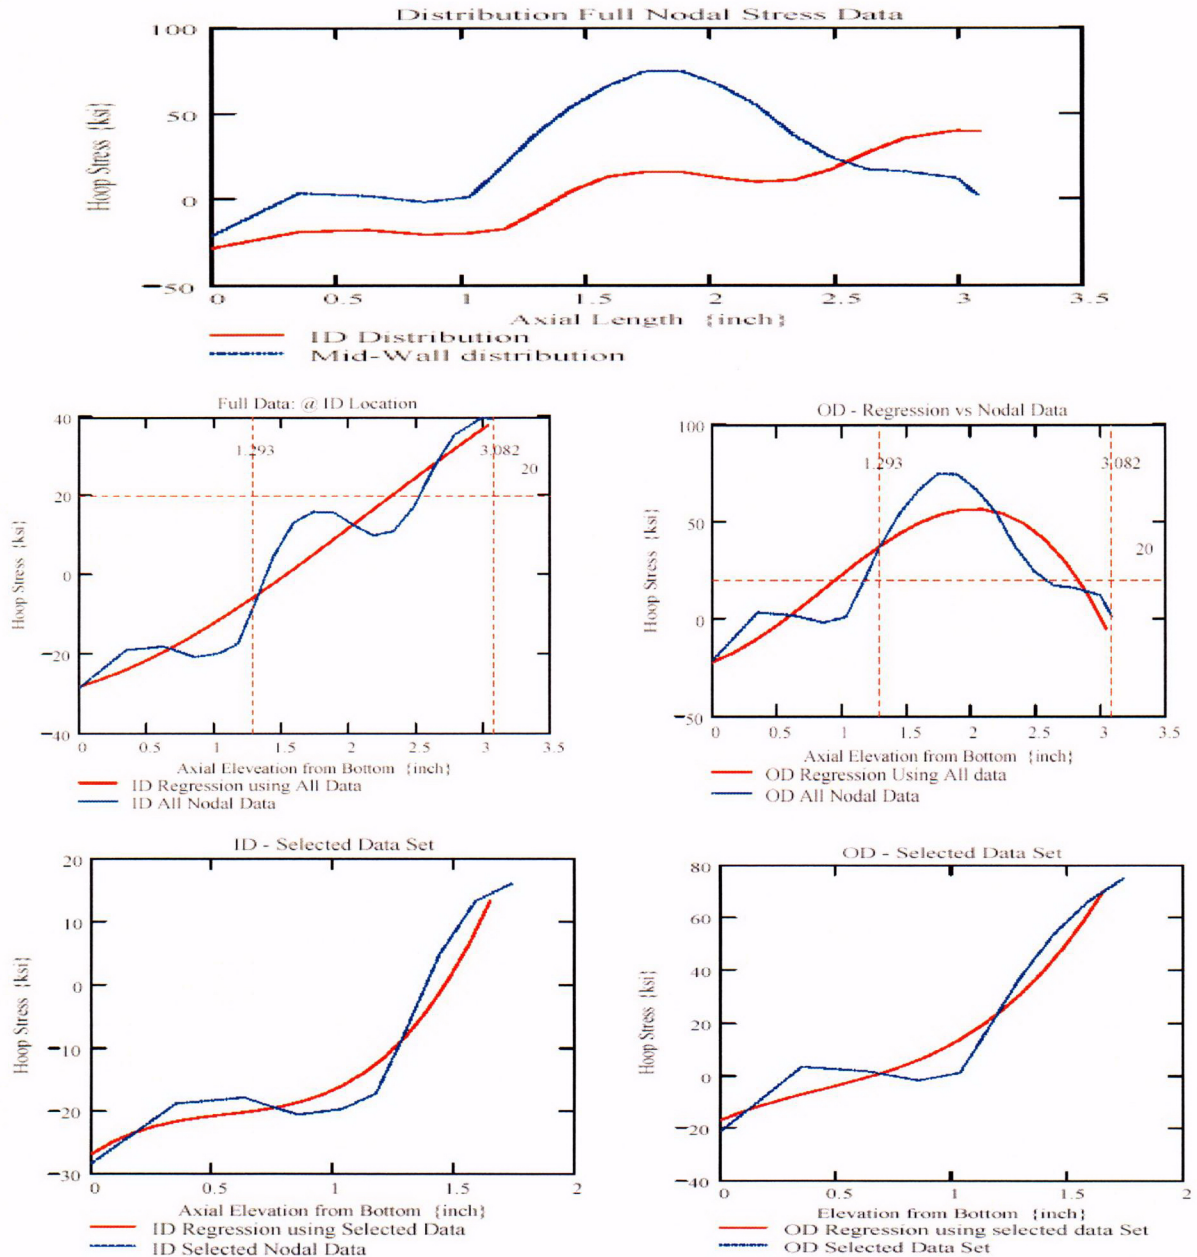 Distribution Full Nodal Stress Data
100
50
0
−50
Hoop Stress {ksi}
0 0.5 1 1.5 2 2.5 3 3.5
Axial Length {inch}
ID Distribution
Mid-Wall distribution
Full Data: @ ID Location
40
20
0
−20
−40
Hoop Stress {ksi}
1.293
3.082
20
0 0.5 1 1.5 2 2.5 3 3.5
Axial Eleveation from Bottom {inch}
ID Regression using All Data
ID All Nodal Data
OD - Regression vs Nodal Data
100
50
0
−50
Hoop Stress {ksi}
1.293
3.082
20
0 0.5 1 1.5 2 2.5 3 3.5
Axial Elevation from Bottom {inch}
OD Regression Using All data
OD All Nodal Data
ID - Selected Data Set
20
10
0
−10
−20
−30
Hoop Stress {ksi}
0 0.5 1 1.5 2
Axial Elevation from Bottom {inch}
ID Regression using Selected Data
ID Selected Nodal Data
OD - Selected Data Set
80
60
40
20
0
−20
−40
Hoop Stress {ksi}
0 0.5 1 1.5 2
Elevation from Bottom {inch}
OD Regression using selected data Set
OD Selected Data Set